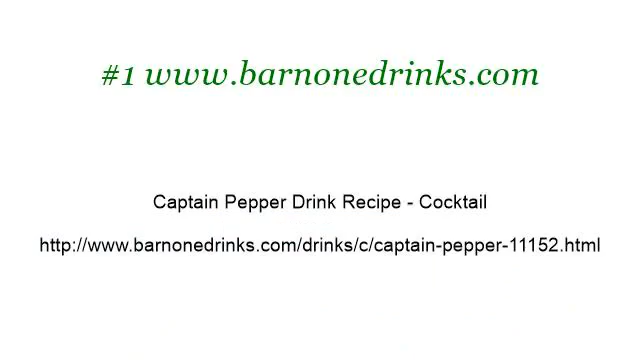 #1 www.barnonedrinks.com
Captain Pepper Drink Recipe - Cocktail
http://www.barnonedrinks.com/drinks/c/captain-pepper-11152.html